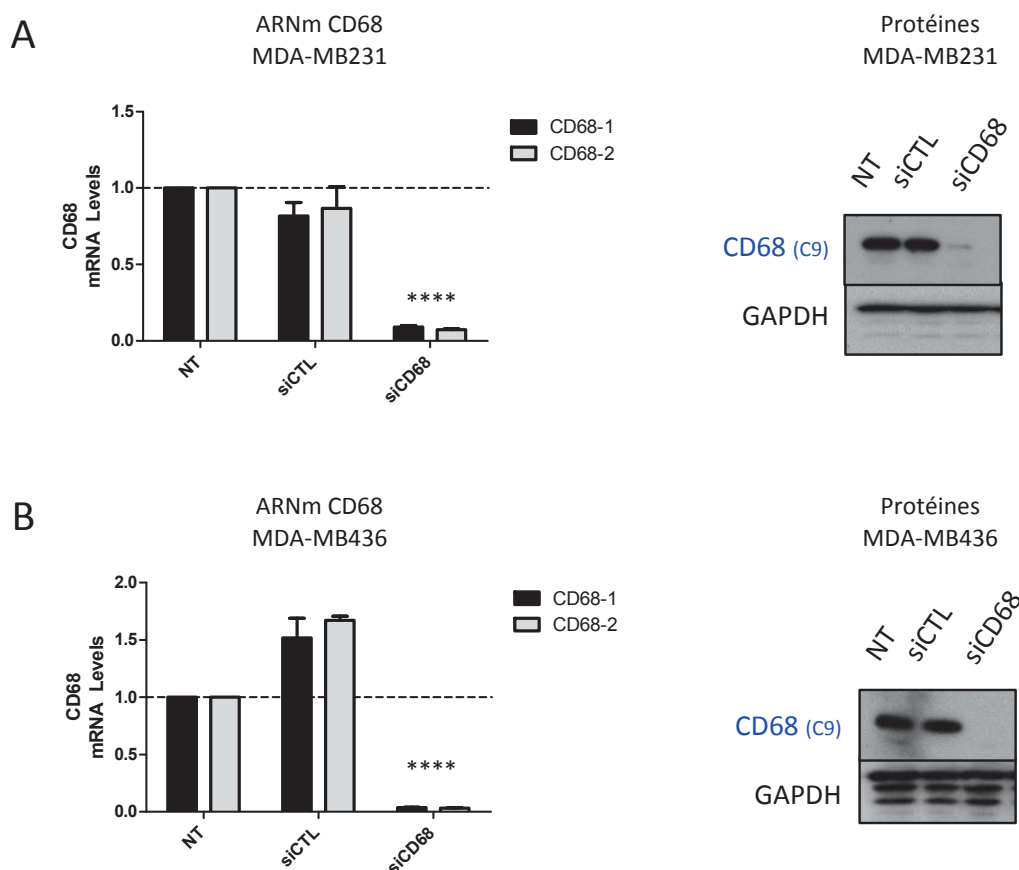 A
ARNm CD68
MDA-MB231
1.5
1.0
0.5
0.0
CD68
mRNA Levels
NT
siCTL
siCD68
****
CD68-1
CD68-2
Protéines
MDA-MB231
NT
siCTL
siCD68
CD68 (C9)
GAPDH
B
ARNm CD68
MDA-MB436
2.0
1.5
1.0
0.5
0.0
CD68
mRNA Levels
NT
siCTL
siCD68
****
CD68-1
CD68-2
Protéines
MDA-MB436
NT
siCTL
siCD68
CD68 (C9)
GAPDH